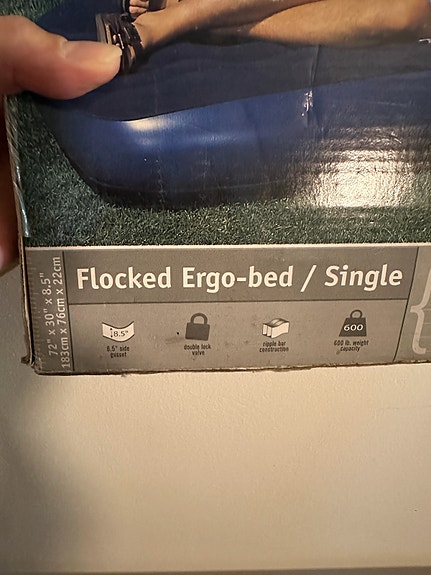 Flocked Ergo-bed / Single
72" x 30" x 8.5"
183cm x 76cm x 22cm
8.5"
8.5" side
gusset
double lock
valve
ripple bar
construction
600
600 lb. weight
capacity